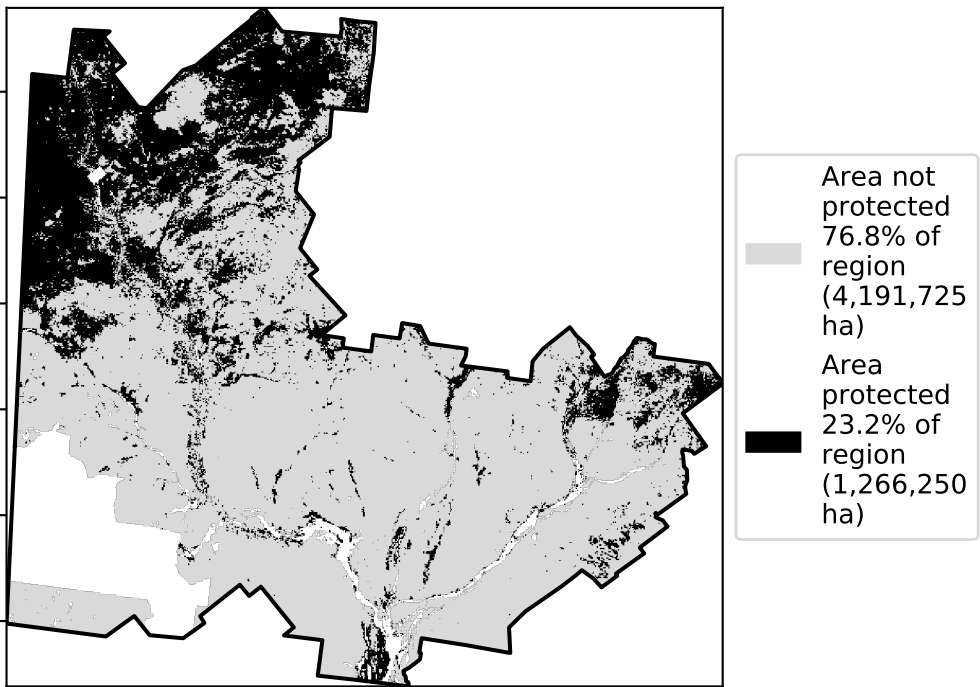 Area not
protected
76.8% of
region
(4,191,725
ha)
Area
protected
23.2% of
region
(1,266,250
ha)